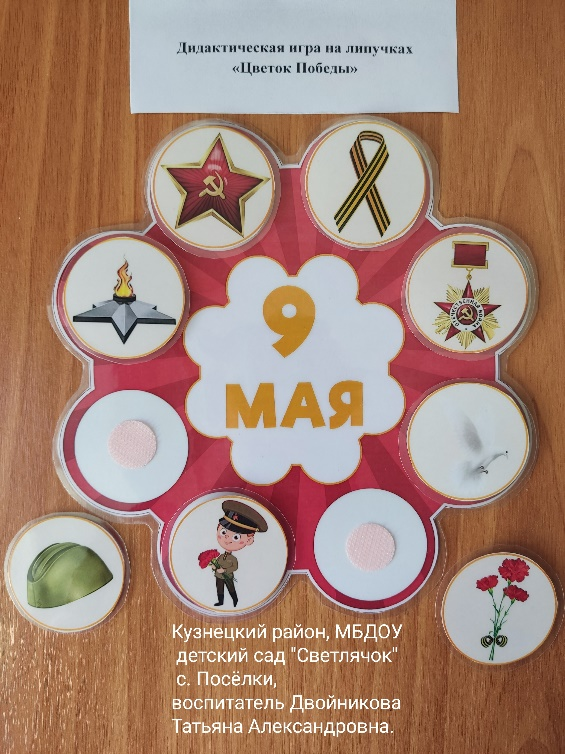 Дидактическая игра на липучках
«Цветок Победы»
9
МАЯ
Кузнецкий район, МБДОУ
детский сад "Светлячок"
с. Посёлки,
воспитатель Двойникова
Татьяна Александровна.